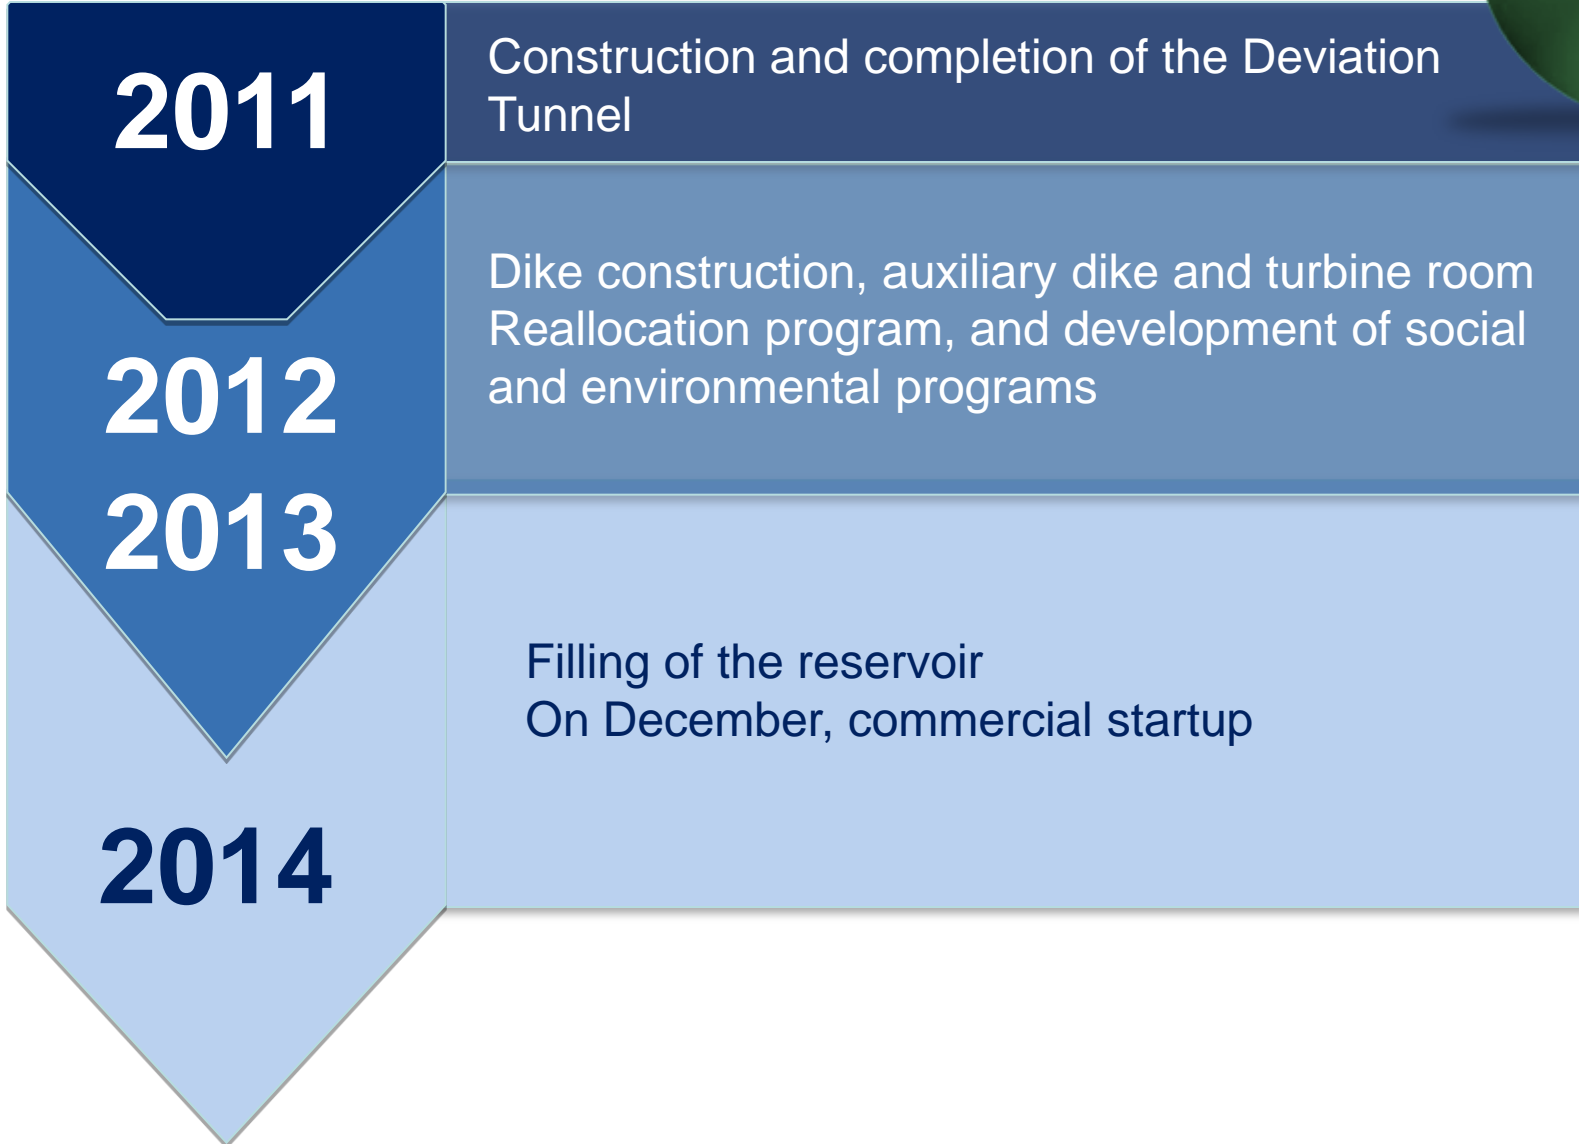 2011
Construction and completion of the Deviation
Tunnel
2012
2013
Dike construction, auxiliary dike and turbine room
Reallocation program, and development of social
and environmental programs
2014
Filling of the reservoir
On December, commercial startup